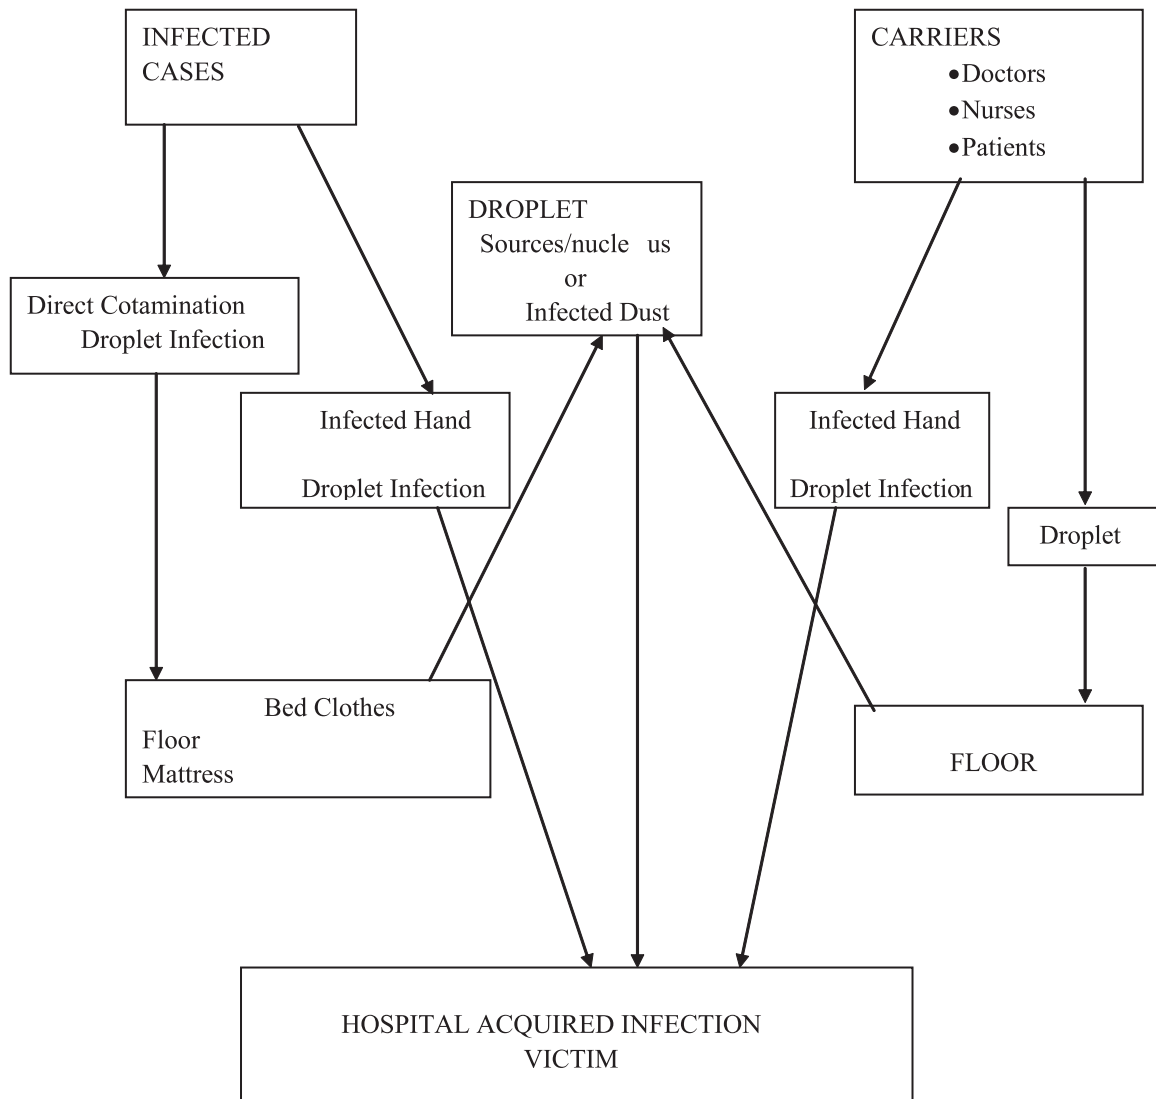 INFECTED
CASES
CARRIERS
•Doctors
•Nurses
•Patients
DROPLET
Sources/nucle us
or
Infected Dust
Direct Cotamination
Droplet Infection
Infected Hand
Droplet Infection
Infected Hand
Droplet Infection
Droplet
Bed Clothes
Floor
Mattress
FLOOR
HOSPITAL ACQUIRED INFECTION
VICTIM